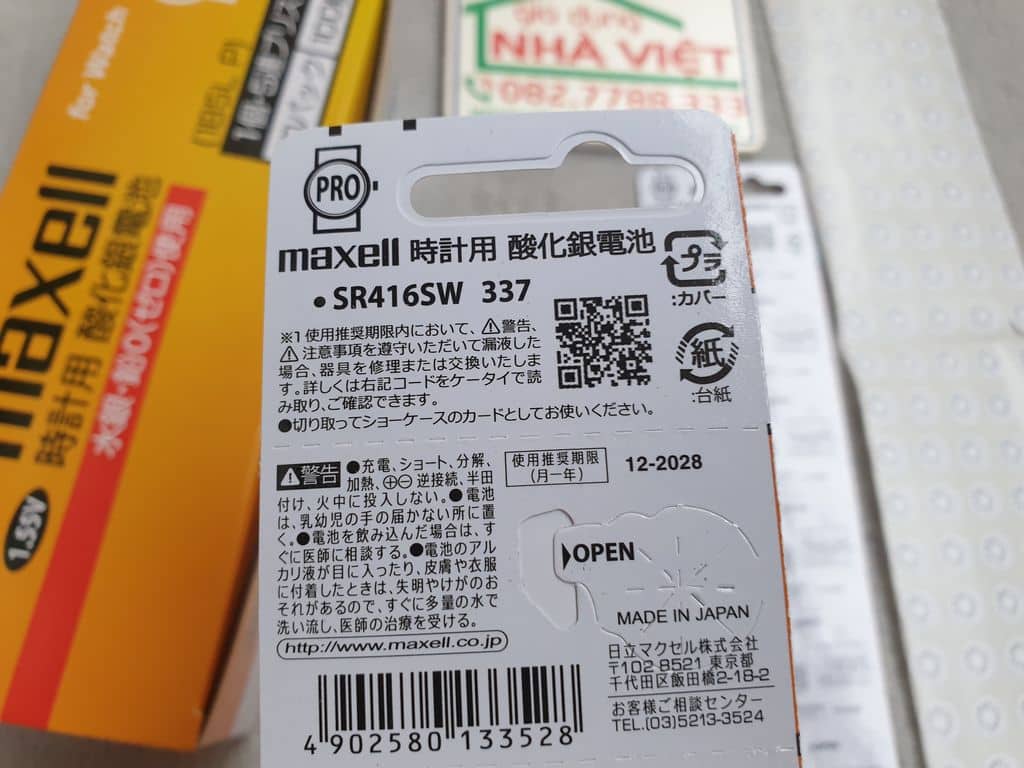 gia dụng
NHÀ VIỆT
082.7788.333
for Watch
maxell
時計用 酸化銀電池
1.55V
PRO
maxell 時計用 酸化銀電池
プラ
:カバー
●SR416SW 337
※1 使用推奨期限内において、⚠警告、
⚠注意事項を遵守いただいて漏液した
場合、器具を修理または交換いたしま
す。詳しくは右記コードをケータイで読
み取り、ご確認できます。
●切り取ってショーケースのカードとしてお使いください。
紙
:台紙
⚠警告 ●充電、ショート、分解、
加熱、⊕⊖逆接続、半田
付け、火中に投入しない。●電池
は、乳幼児の手の届かない所に置
く。●電池を飲み込んだ場合は、す
ぐに医師に相談する。●電池のアル
カリ液が目に入ったり、皮膚や衣服
に付着したときは、失明やけがのお
それがあるので、すぐに多量の水で
洗い流し、医師の治療を受ける。
http://www.maxell.co.jp
使用推奨期限
(月ー年)
12-2028
OPEN
MADE IN JAPAN
日立マクセル株式会社
〒102-8521 東京都
千代田区飯田橋2-18-2
お客様ご相談センター
TEL.(03)5213-3524
4 902580 133528